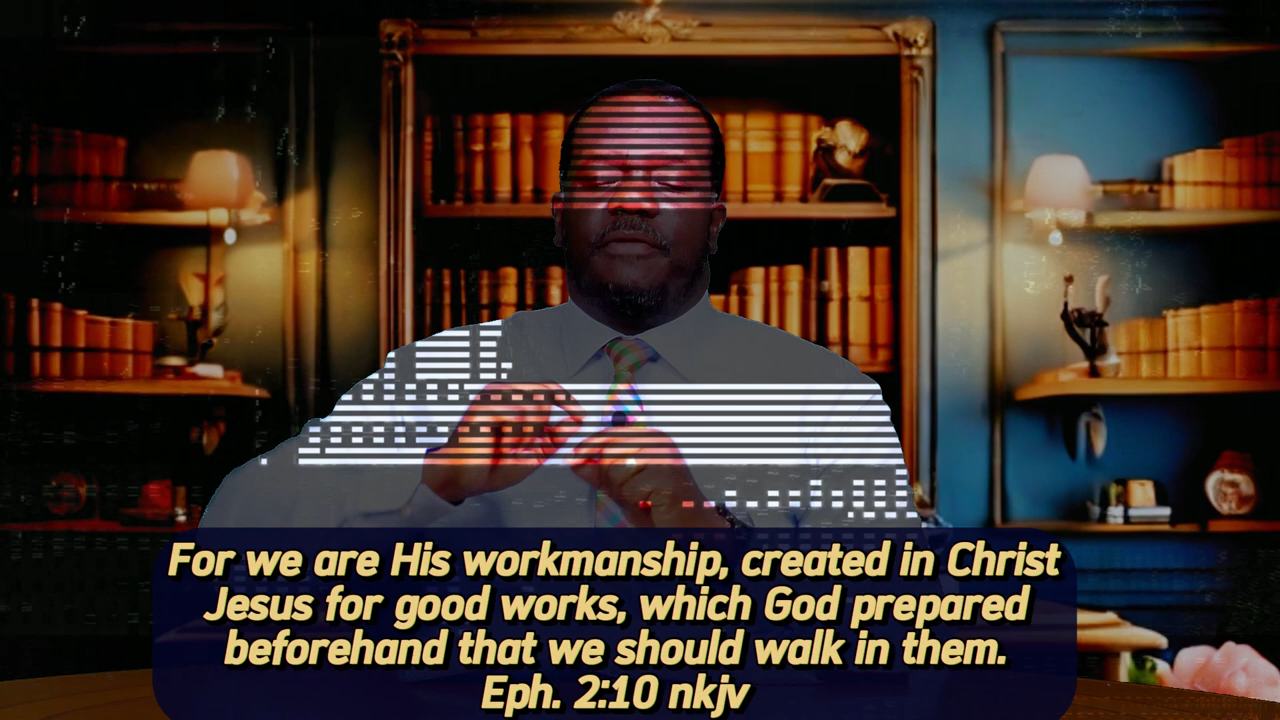 For we are His workmanship, created in Christ
Jesus for good works, which God prepared
beforehand that we should walk in them.
Eph. 2:10 nkjv